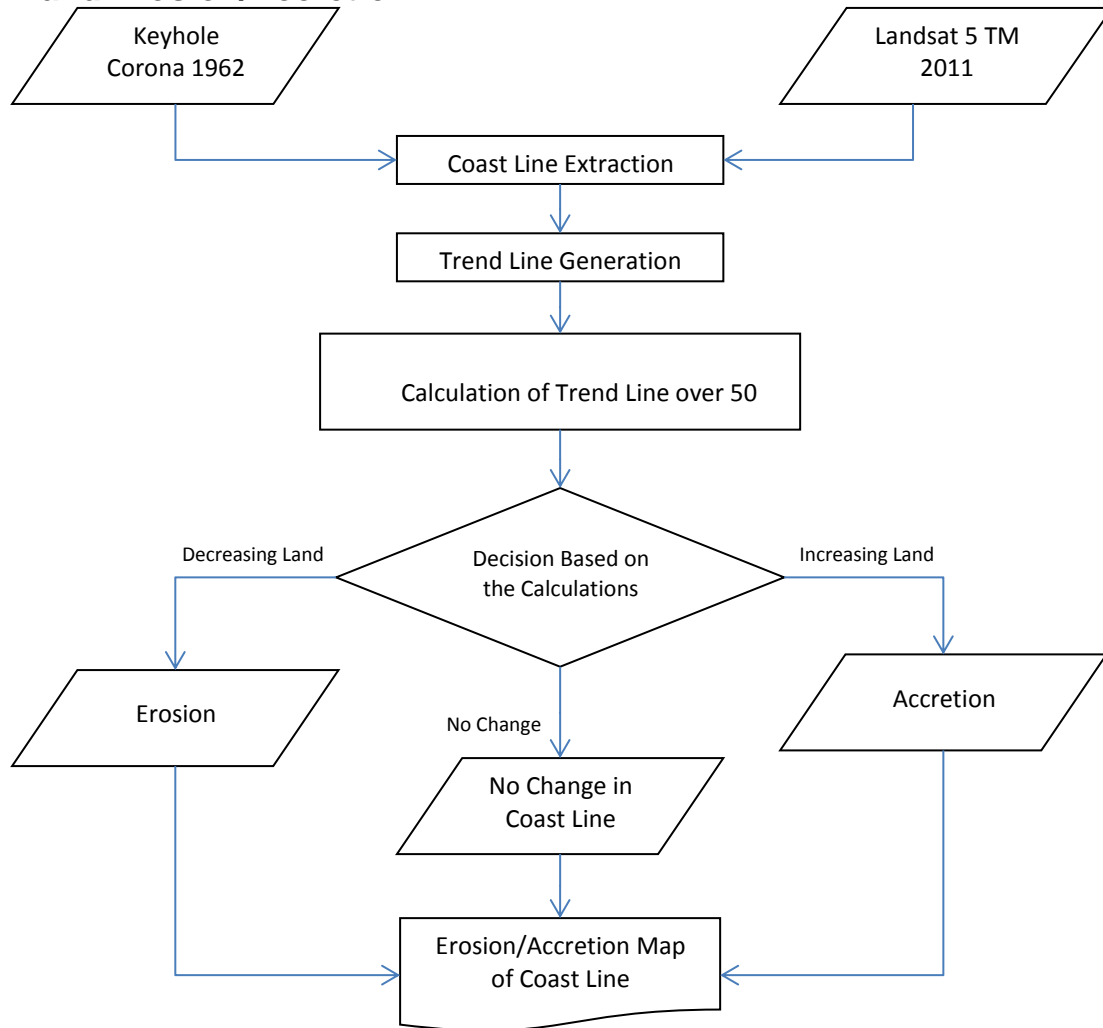 Keyhole
Corona 1962
Landsat 5 TM
2011
Coast Line Extraction
Trend Line Generation
Calculation of Trend Line over 50
Decision Based on
the Calculations
Decreasing Land
Increasing Land
Erosion
Accretion
No Change
No Change in
Coast Line
Erosion/Accretion Map
of Coast Line